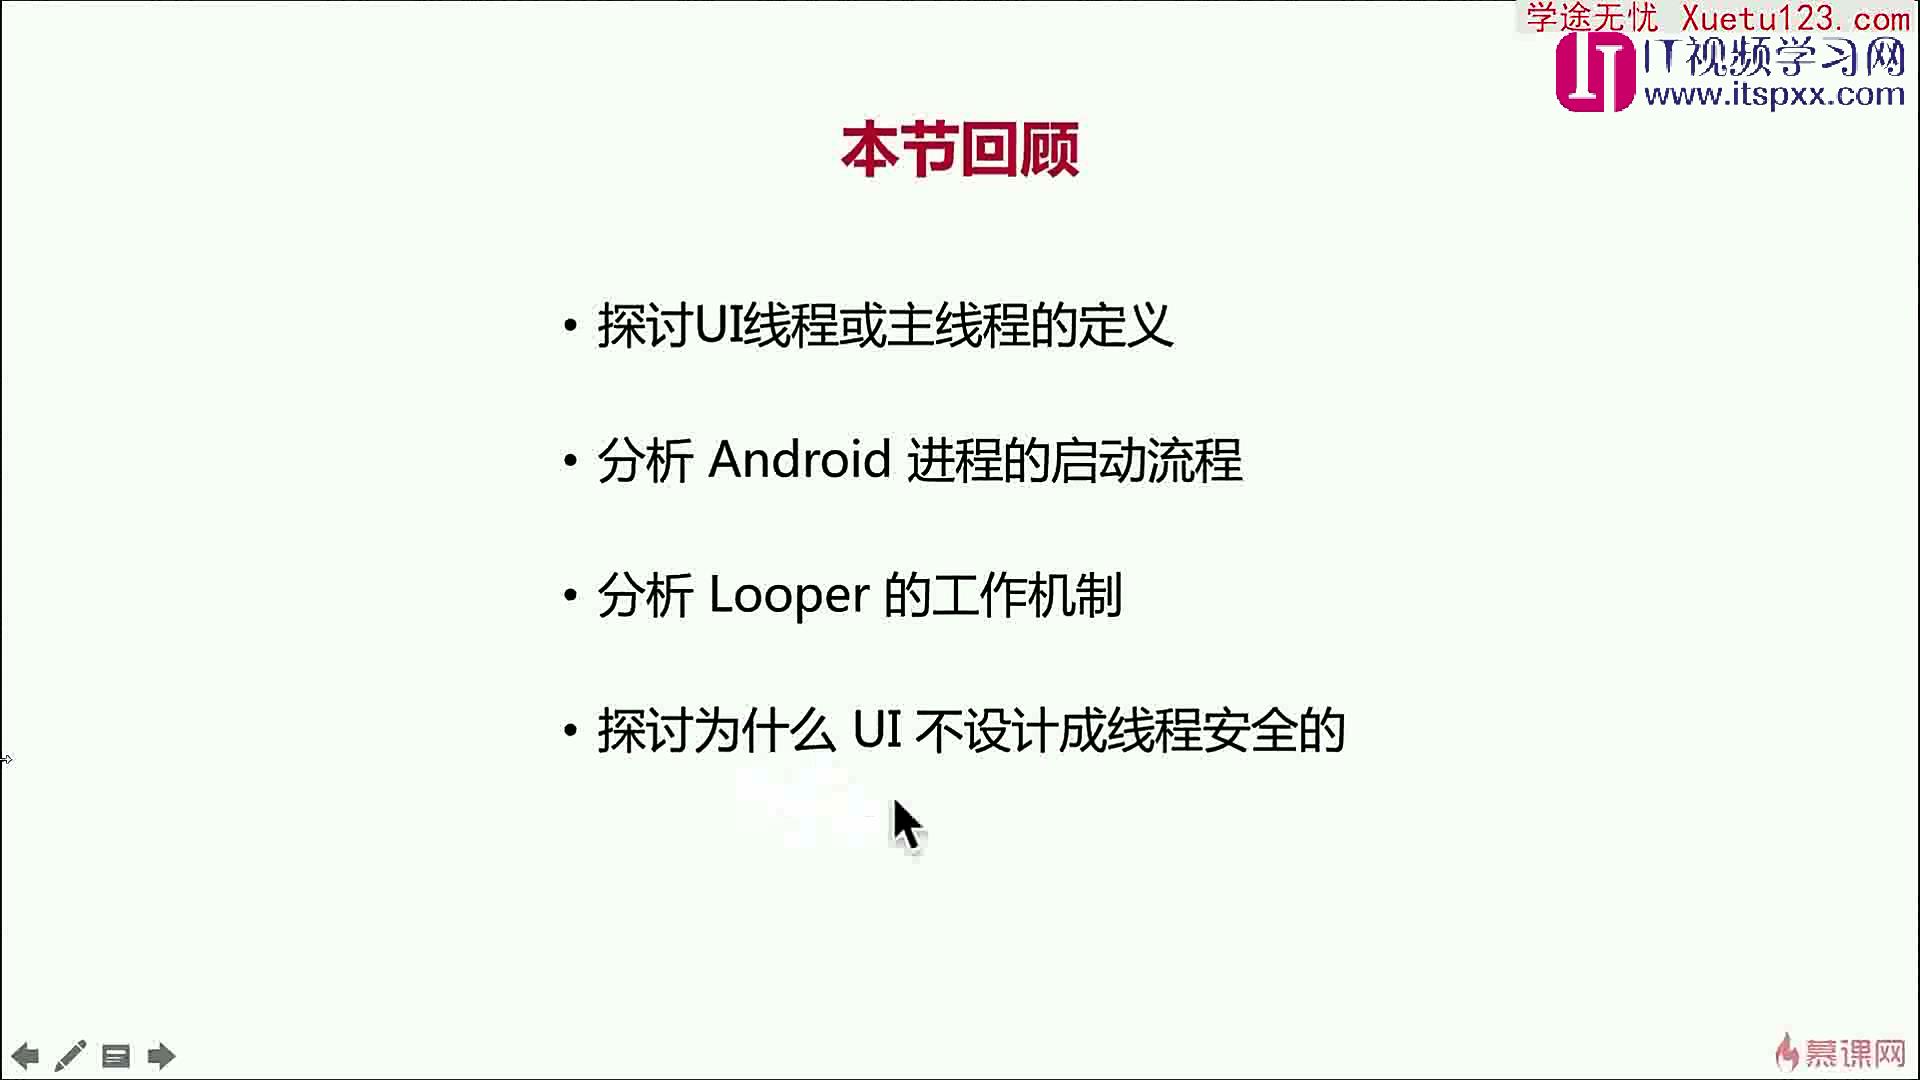 学途无忧 Xuetu123.com
IT视频学习网
www.itspxx.com
本节回顾
• 探讨UI线程或主线程的定义
• 分析 Android 进程的启动流程
• 分析 Looper 的工作机制
• 探讨为什么 UI 不设计成线程安全的
慕课网